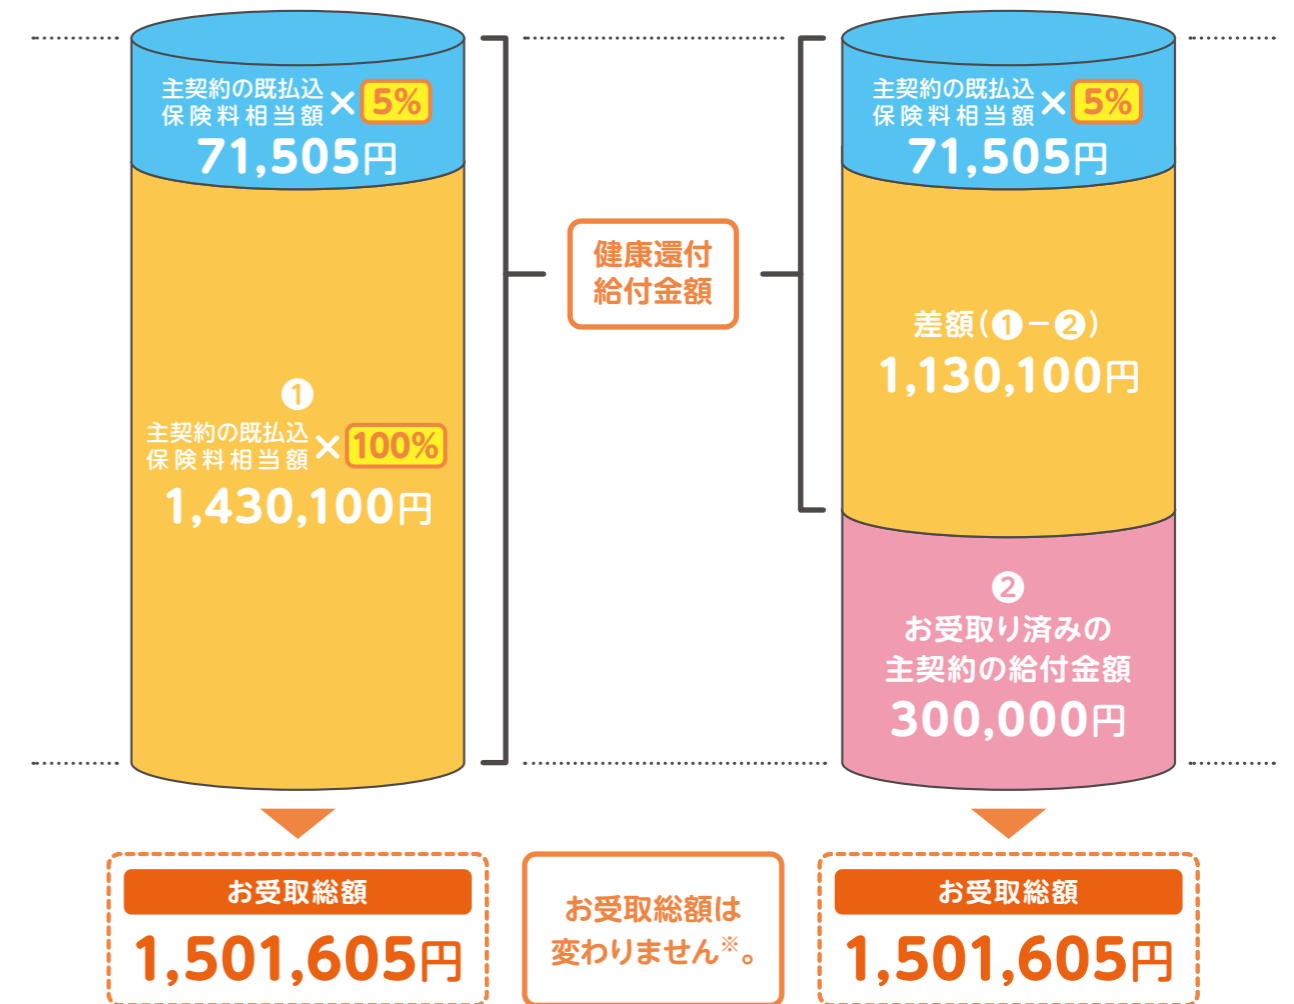 主契約の既払込
保険料相当額 × 5%
71,505円
❶
主契約の既払込
保険料相当額 × 100%
1,430,100円
健康還付
給付金額
主契約の既払込
保険料相当額 × 5%
71,505円
差額(❶−❷)
1,130,100円
❷
お受取り済みの
主契約の給付金額
300,000円
お受取総額
1,501,605円
お受取総額は
変わりません※。
お受取総額
1,501,605円